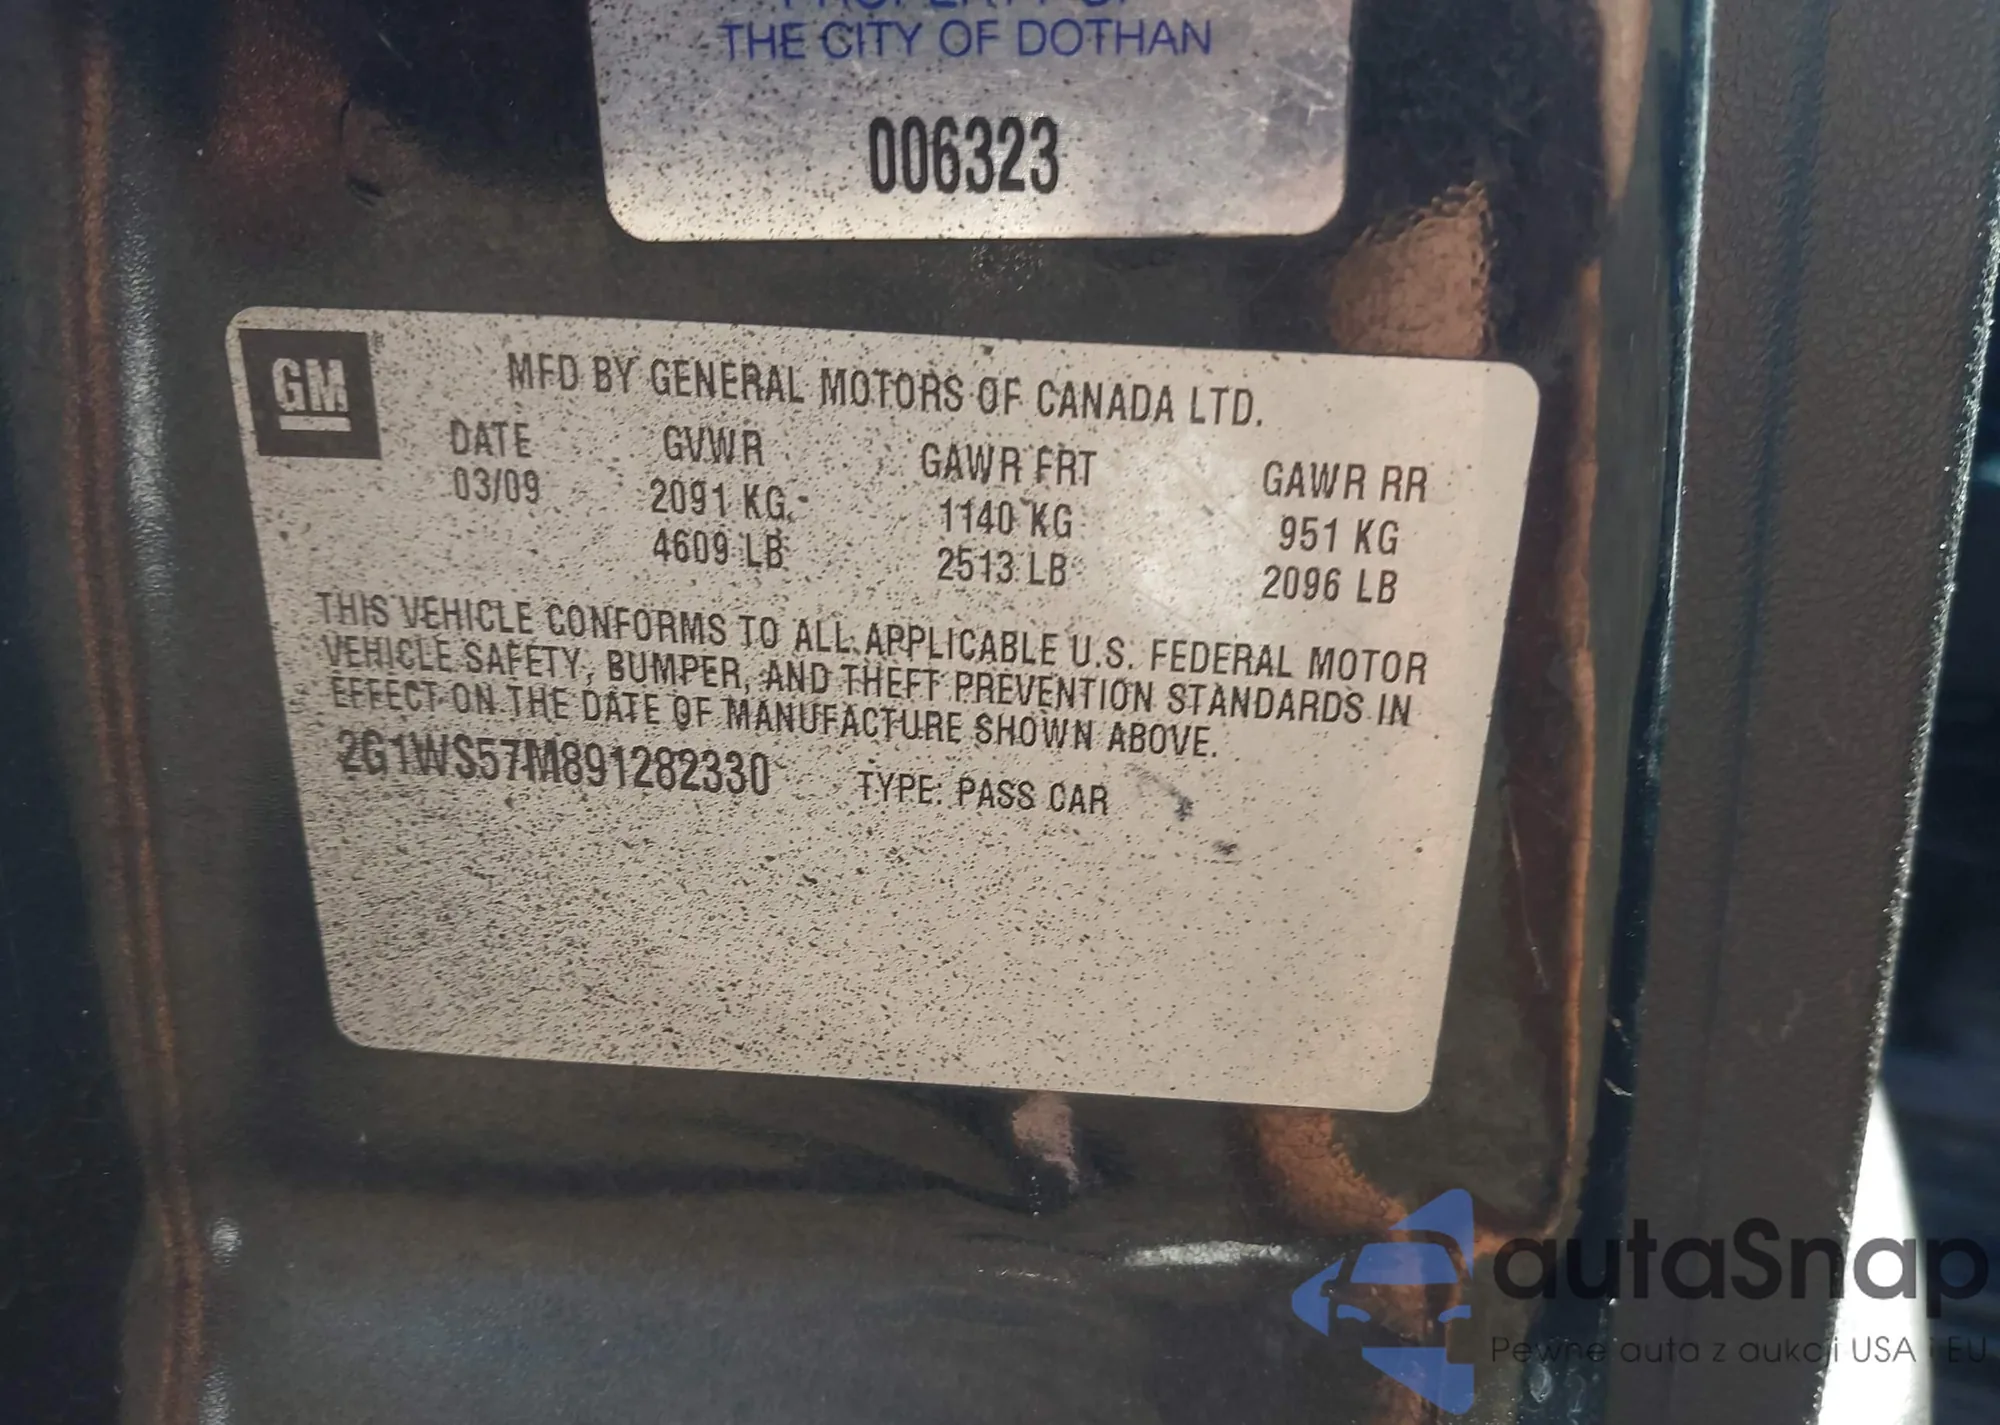 PROPERTY OF
THE CITY OF DOTHAN
006323
GM
MFD BY GENERAL MOTORS OF CANADA LTD.
DATE GVWR GAWR FRT GAWR RR
03/09 2091 KG 1140 KG 951 KG
4609 LB 2513 LB 2096 LB
THIS VEHICLE CONFORMS TO ALL APPLICABLE U.S. FEDERAL MOTOR
VEHICLE SAFETY, BUMPER, AND THEFT PREVENTION STANDARDS IN
EFFECT ON THE DATE OF MANUFACTURE SHOWN ABOVE.
2G1WS57M891282330 TYPE: PASS CAR
autaSnap
Pewne auta z aukcji USA i EU